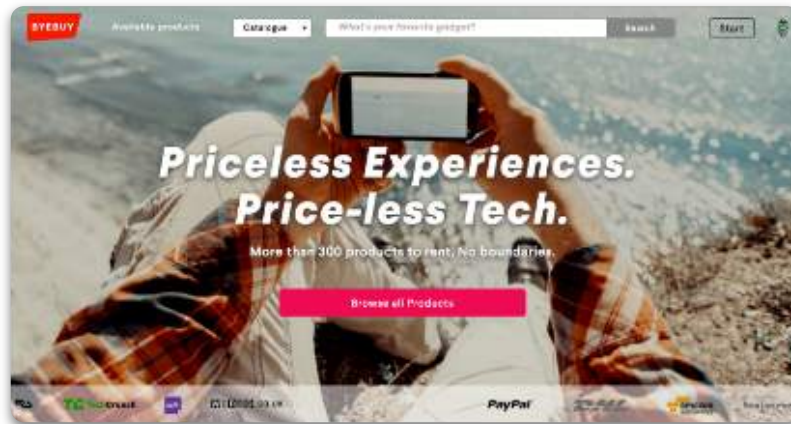 BYEBUY
Available products
Catalogue
What's your favorite gadget?
Search
Start
Priceless Experiences.
Price-less Tech.
More than 300 products to rent. No boundaries.
Browse all Products
TechCrunch
PayPal